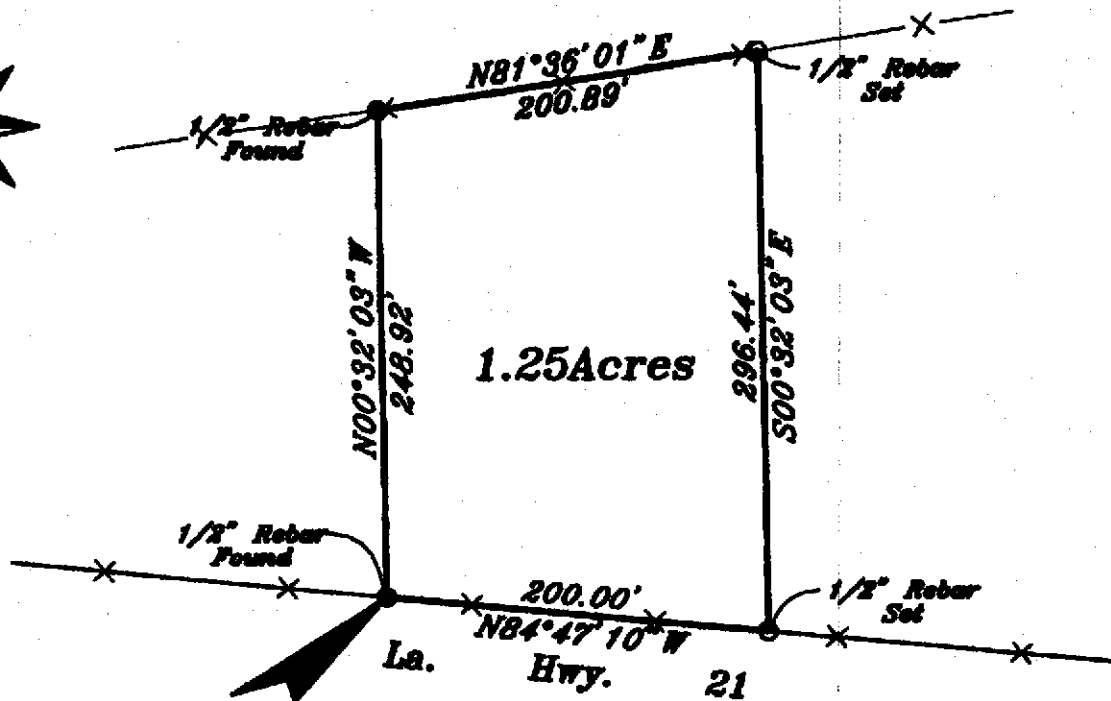 N81°36'01"E
200.89'
1/2" Rebar
Set
1/2" Rebar
Found
N00°32'03"W
248.92'
296.44'
S00°32'03"E
1.25Acres
1/2" Rebar
Found
200.00'
N84°47'10"W
1/2" Rebar
Set
La. Hwy. 21